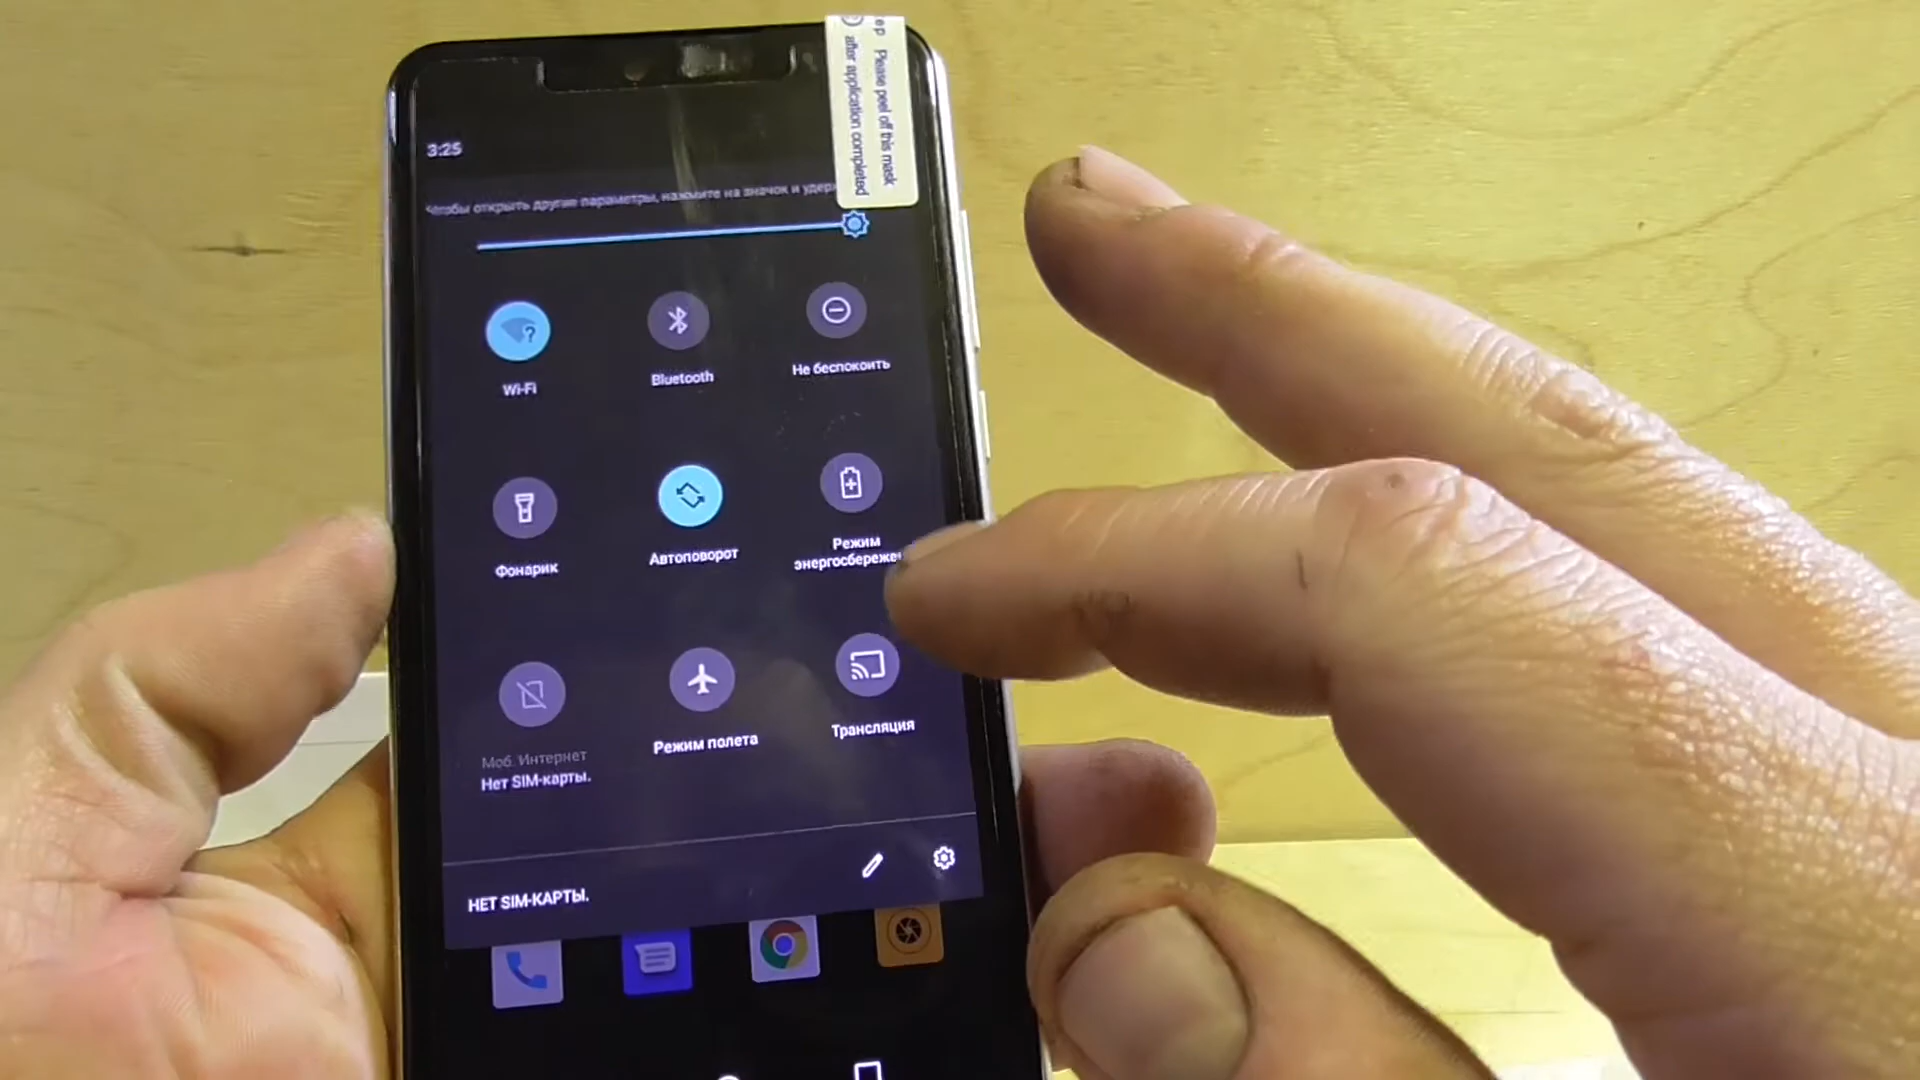 ep Please peel off this mask
after application completed
3:25
Чтобы открыть другие параметры, нажмите на значок и удер
Wi-Fi
Bluetooth
Не беспокоить
Фонарик
Автоповорот
Режим
энергосбереже
Моб. Интернет
Нет SIM-карты.
Режим полета
Трансляция
НЕТ SIM-КАРТЫ.